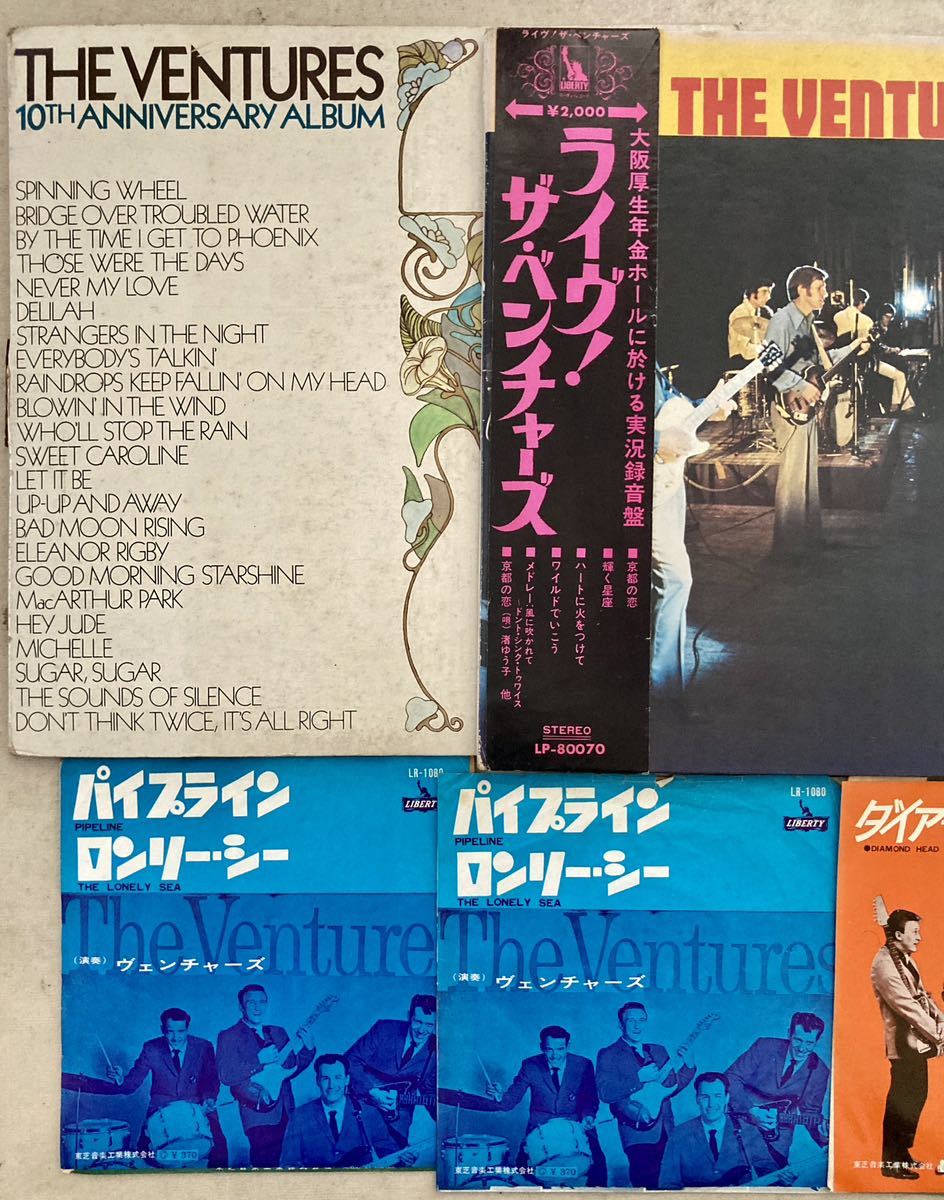 THE VENTURES
10TH ANNIVERSARY ALBUM
SPINNING WHEEL
BRIDGE OVER TROUBLED WATER
BY THE TIME I GET TO PHOENIX
THOSE WERE THE DAYS
NEVER MY LOVE
DELILAH
STRANGERS IN THE NIGHT
EVERYBODY'S TALKIN'
RAINDROPS KEEP FALLIN' ON MY HEAD
BLOWIN' IN THE WIND
WHO'LL STOP THE RAIN
SWEET CAROLINE
LET IT BE
UP-UP AND AWAY
BAD MOON RISING
ELEANOR RIGBY
GOOD MORNING STARSHINE
MacARTHUR PARK
HEY JUDE
MICHELLE
SUGAR, SUGAR
THE SOUNDS OF SILENCE
DON'T THINK TWICE, IT'S ALL RIGHT
ライヴ!ザ・ベンチャーズ
LIBERTY
¥2,000
大阪厚生年金ホールに於ける実況録音盤
ライヴ!
ザ・ベンチャーズ
■京都の恋
■輝く星座
■ハートに火をつけて
■ワイルドでいこう
■メドレー:風に吹かれて
―ドント・シンク・トゥワイス
■京都の恋(唄)渚ゆう子 他
STEREO
LP-80070
THE VENTU
パイプライン
LR-1080
PIPELINE
LIBERTY
ロンリー・シー
THE LONELY SEA
The Venture
(演奏) ヴェンチャーズ
東芝音楽工業株式会社
¥370
パイプライン
LR-1080
PIPELINE
LIBERTY
ロンリー・シー
THE LONELY SEA
The Ventures
(演奏) ヴェンチャーズ
東芝音楽工業株式会社
¥370
ダイア
●DIAMOND HEAD
東芝音楽工業株式会社